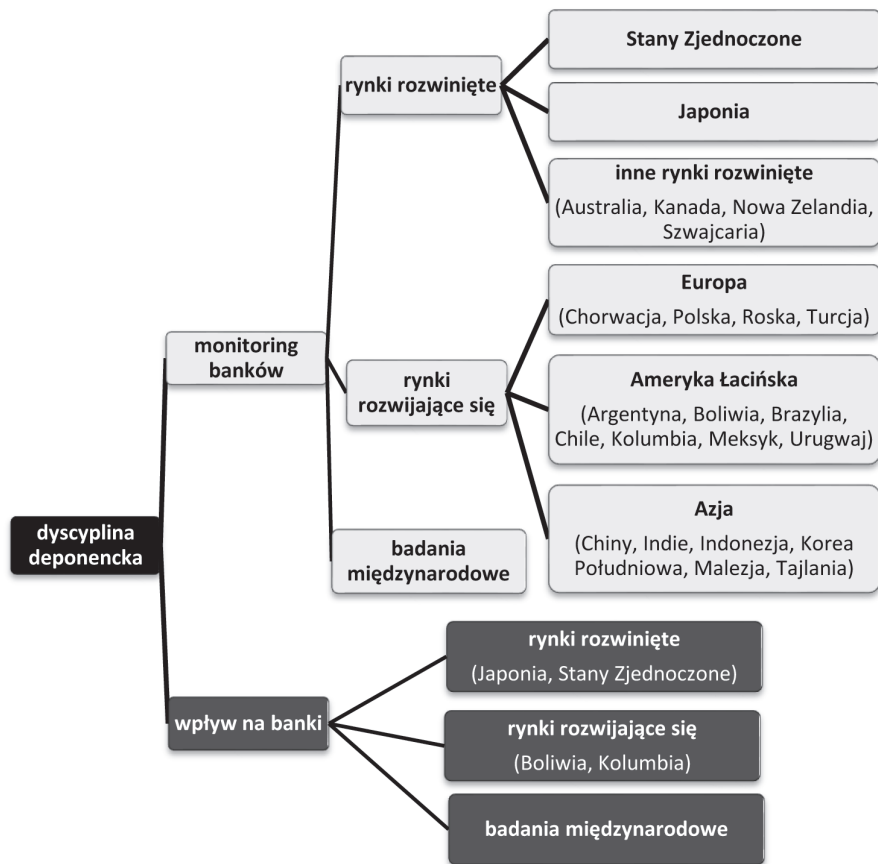 Stany Zjednoczone
rynki rozwinięte
Japonia
inne rynki rozwinięte
(Australia, Kanada, Nowa Zelandia,
Szwajcaria)
Europa
(Chorwacja, Polska, Roska, Turcja)
monitoring
banków
rynki
rozwijające się
Ameryka Łacińska
(Argentyna, Boliwia, Brazylia,
Chile, Kolumbia, Meksyk, Urugwaj)
Azja
(Chiny, Indie, Indonezja, Korea
Południowa, Malezja, Tajlania)
dyscyplina
deponencka
badania
międzynarodowe
rynki rozwinięte
(Japonia, Stany Zjednoczone)
wpływ na banki
rynki rozwijające się
(Boliwia, Kolumbia)
badania międzynarodowe